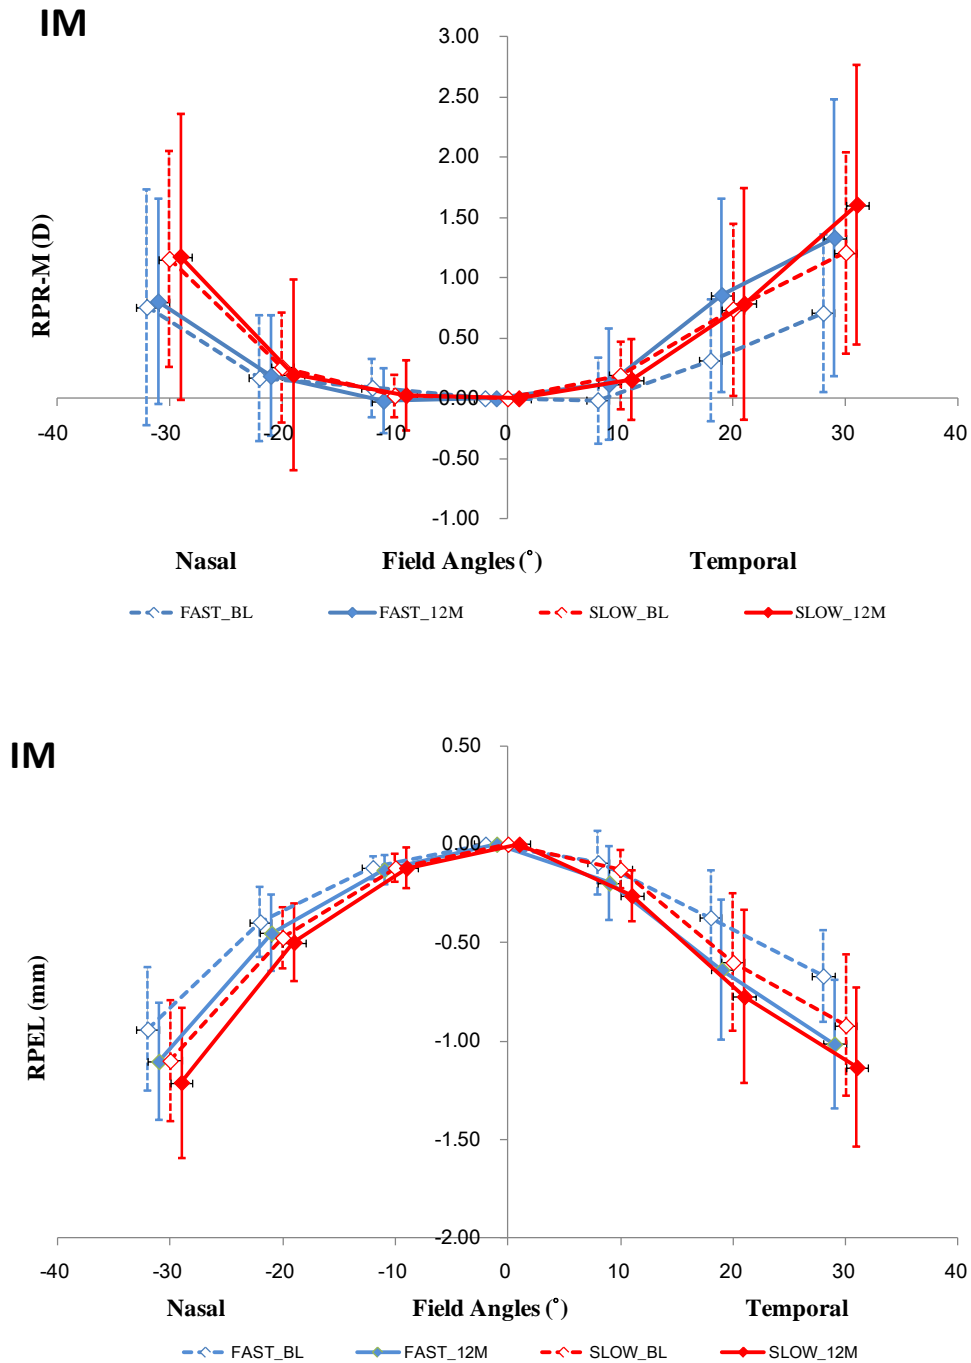 IM
3.00
2.50
2.00
1.50
1.00
0.50
0.00
-40 -30 -20 -10 0 10 20 30 40
-0.50
-1.00
RPR-M (D)
Nasal Field Angles (°) Temporal
FAST_BL FAST_12M SLOW_BL SLOW_12M
IM
0.50
0.00
-0.50
-1.00
-1.50
-2.00
RPEL (mm)
-40 -30 -20 -10 0 10 20 30 40
Nasal Field Angles (°) Temporal
FAST_BL FAST_12M SLOW_BL SLOW_12M